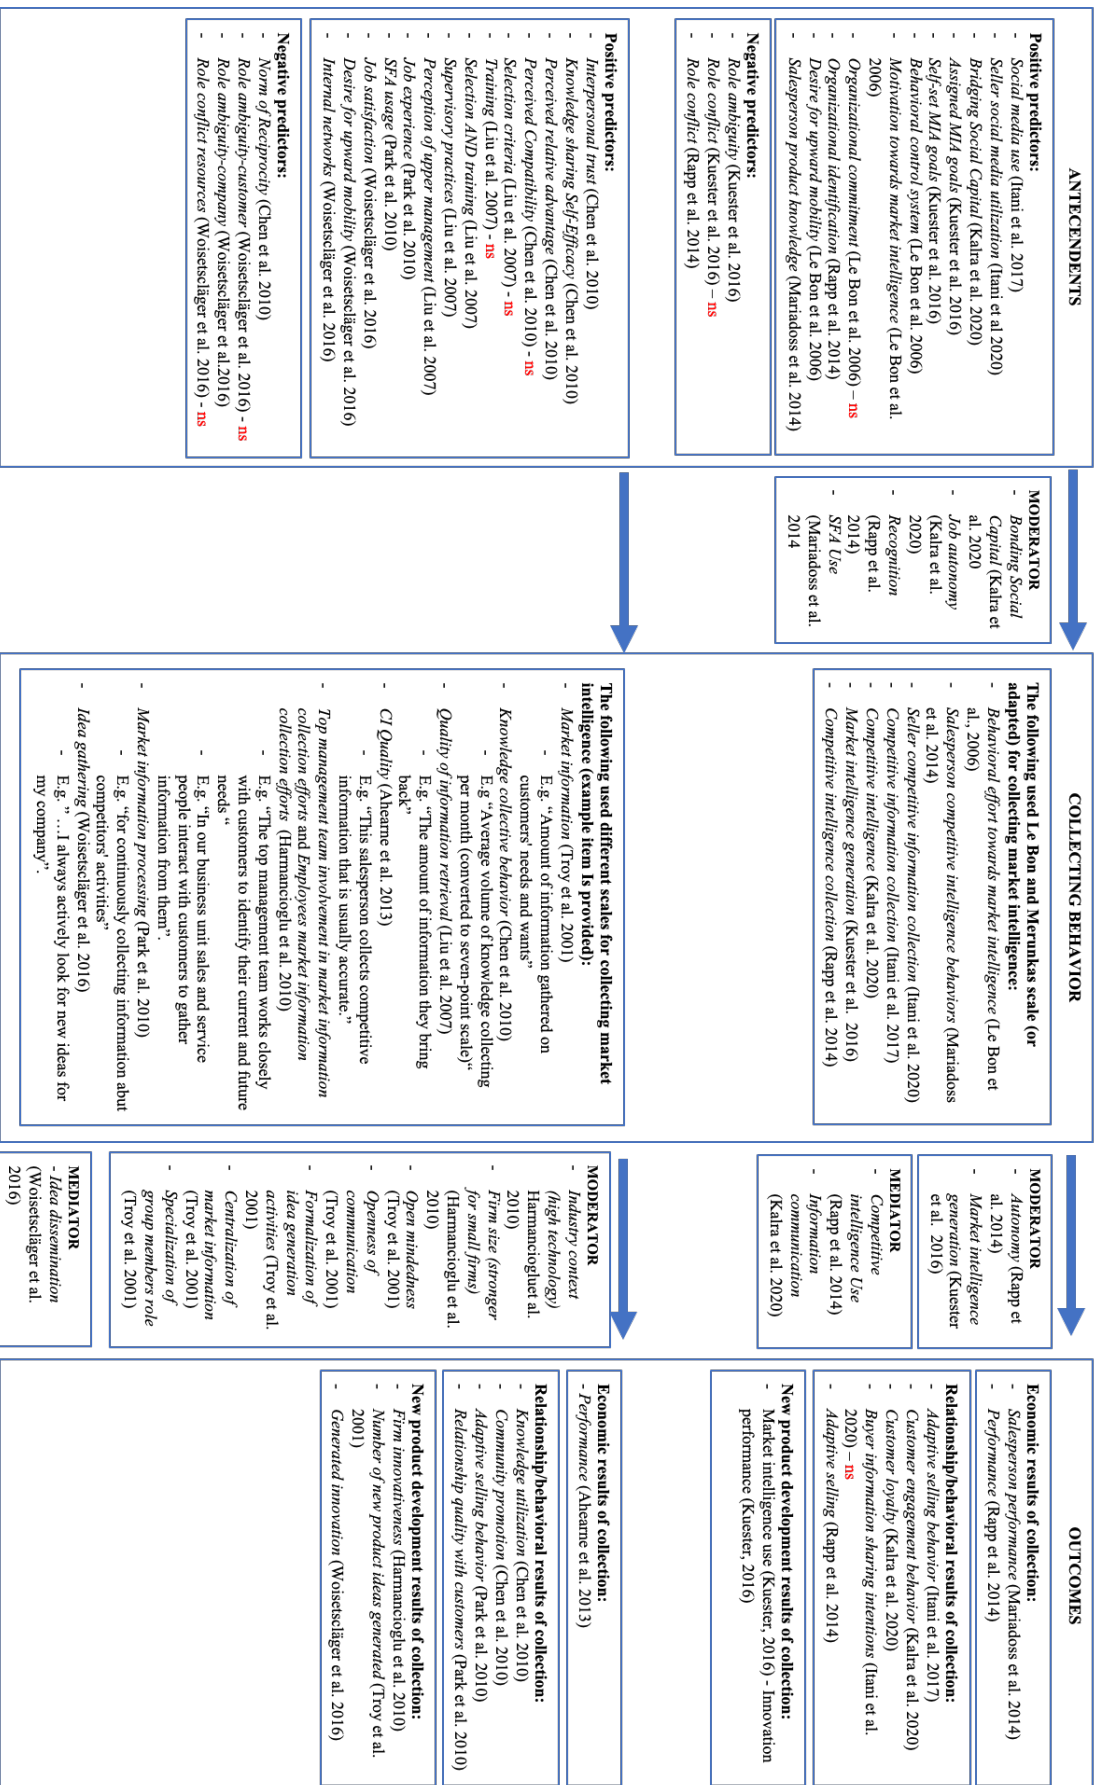 ANTECENDENTS
Positive predictors:
- Social media use (Itani et al. 2017)
- Seller social media utilization (Itani et al 2020)
- Bridging Social Capital (Kalra et al. 2020)
- Assigned MIA goals (Kuester et al. 2016)
- Self-set MIA goals (Kuester et al. 2016)
- Behavioral control system (Le Bon et al. 2006)
- Motivation towards market intelligence (Le Bon et al.
2006)
- Organizational commitment (Le Bon et al. 2006) – ns
- Organizational identification (Rapp et al. 2014)
- Desire for upward mobility (Le Bon et al. 2006)
- Salesperson product knowledge (Mariadoss et al. 2014)
Negative predictors:
- Role ambiguity (Kuester et al. 2016)
- Role conflict (Kuester et al. 2016) – ns
- Role conflict (Rapp et al. 2014)
Positive predictors:
- Interpersonal trust (Chen et al. 2010)
- Knowledge sharing Self-Efficacy (Chen et al. 2010)
- Perceived relative advantage (Chen et al. 2010)
- Perceived Compatibility (Chen et al. 2010) - ns
- Selection criteria (Liu et al. 2007) - ns
- Training (Liu et al. 2007) - ns
- Selection AND training (Liu et al. 2007)
- Supervisory practices (Liu et al. 2007)
- Perception of upper management (Liu et al. 2007)
- Job experience (Park et al. 2010)
- SFA usage (Park et al. 2010)
- Job satisfaction (Woisetscläger et al. 2016)
- Desire for upward mobility (Woisetscläger et al. 2016)
- Internal networks (Woisetscläger et al. 2016)
Negative predictors:
- Norm of Reciprocity (Chen et al. 2010)
- Role ambiguity-customer (Woisetscläger et al. 2016) - ns
- Role ambiguity-company (Woisetscläger et al.2016)
- Role conflict resources (Woisetscläger et al. 2016) - ns
MODERATOR
- Bonding Social
Capital (Kalra et
al. 2020
- Job autonomy
(Kalra et al.
2020)
- Recognition
(Rapp et al.
2014)
- SFA Use
(Mariadoss et al.
2014
COLLECTING BEHAVIOR
The following used Le Bon and Merunkas scale (or
adapted) for collecting market intelligence:
- Behavioral effort towards market intelligence (Le Bon et
al., 2006)
- Salesperson competitive intelligence behaviors (Mariadoss
et al. 2014)
- Seller competitive information collection (Itani et al. 2020)
- Competitive information collection (Itani et al. 2017)
- Competitive intelligence (Kalra et al. 2020)
- Market intelligence generation (Kuester et al. 2016)
- Competitive intelligence collection (Rapp et al. 2014)
The following used different scales for collecting market
intelligence (example item Is provided):
- Market information (Troy et al. 2001)
- E.g. “Amount of information gathered on
customers' needs and wants”
- Knowledge collective behavior (Chen et al. 2010)
- E.g “Average volume of knowledge collecting
per month (converted to seven-point scale)“
- Quality of information retrieval (Liu et al. 2007)
- E.g. “The amount of information they bring
back”
- CI Quality (Ahearne et al. 2013)
- E.g. “This salesperson collects competitive
information that is usually accurate.”
- Top management team involvement in market information
collection efforts and Employees market information
collection efforts (Harmancioglu et al. 2010)
- E.g. “The top management team works closely
with customers to identify their current and future
needs “
- E.g. “In our business unit sales and service
people interact with customers to gather
information from them”.
- Market information processing (Park et al. 2010)
- E.g. “for continuously collecting information abut
competitors' activities”
- Idea gathering (Woisetscläger et al. 2016)
- E.g. ” …I always actively look for new ideas for
my company”.
MODERATOR
- Autonomy (Rapp et
al. 2014)
- Market intelligence
generation (Kuester
et al. 2016)
MEDIATOR
- Competitive
intelligence Use
(Rapp et al. 2014)
- Information
communication
(Kalra et al. 2020)
MODERATOR
- Industry context
(high technology)
Harmanciogluet al.
2010)
- Firm size (stronger
for small firms)
(Harmancioglu et al.
2010)
- Open mindedness
(Troy et al. 2001)
- Openness of
communication
(Troy et al. 2001)
- Formalization of
idea generation
activities (Troy et al.
2001)
- Centralization of
market information
(Troy et al. 2001)
- Specialization of
group members role
(Troy et al. 2001)
MEDIATOR
- Idea dissemination
(Woisetscläger et al.
2016)
OUTCOMES
Economic results of collection:
- Salesperson performance (Mariadoss et al. 2014)
- Performance (Rapp et al. 2014)
Relationship/behavioral results of collection:
- Adaptive selling behavior (Itani et al. 2017)
- Customer engagement behavior (Kalra et al. 2020)
- Customer loyalty (Kalra et al. 2020)
- Buyer information sharing intentions (Itani et al.
2020) – ns
- Adaptive selling (Rapp et al. 2014)
New product development results of collection:
- Market intelligence use (Kuester, 2016) - Innovation
performance (Kuester, 2016)
Economic results of collection:
- Performance (Ahearne et al. 2013)
Relationship/behavioral results of collection:
- Knowledge utilization (Chen et al. 2010)
- Community promotion (Chen et al. 2010)
- Adaptive selling behavior (Park et al. 2010)
- Relationship quality with customers (Park et al. 2010)
New product development results of collection:
- Firm innovativeness (Harmancioglu et al. 2010)
- Number of new product ideas generated (Troy et al.
2001)
- Generated innovation (Woisetscläger et al. 2016)